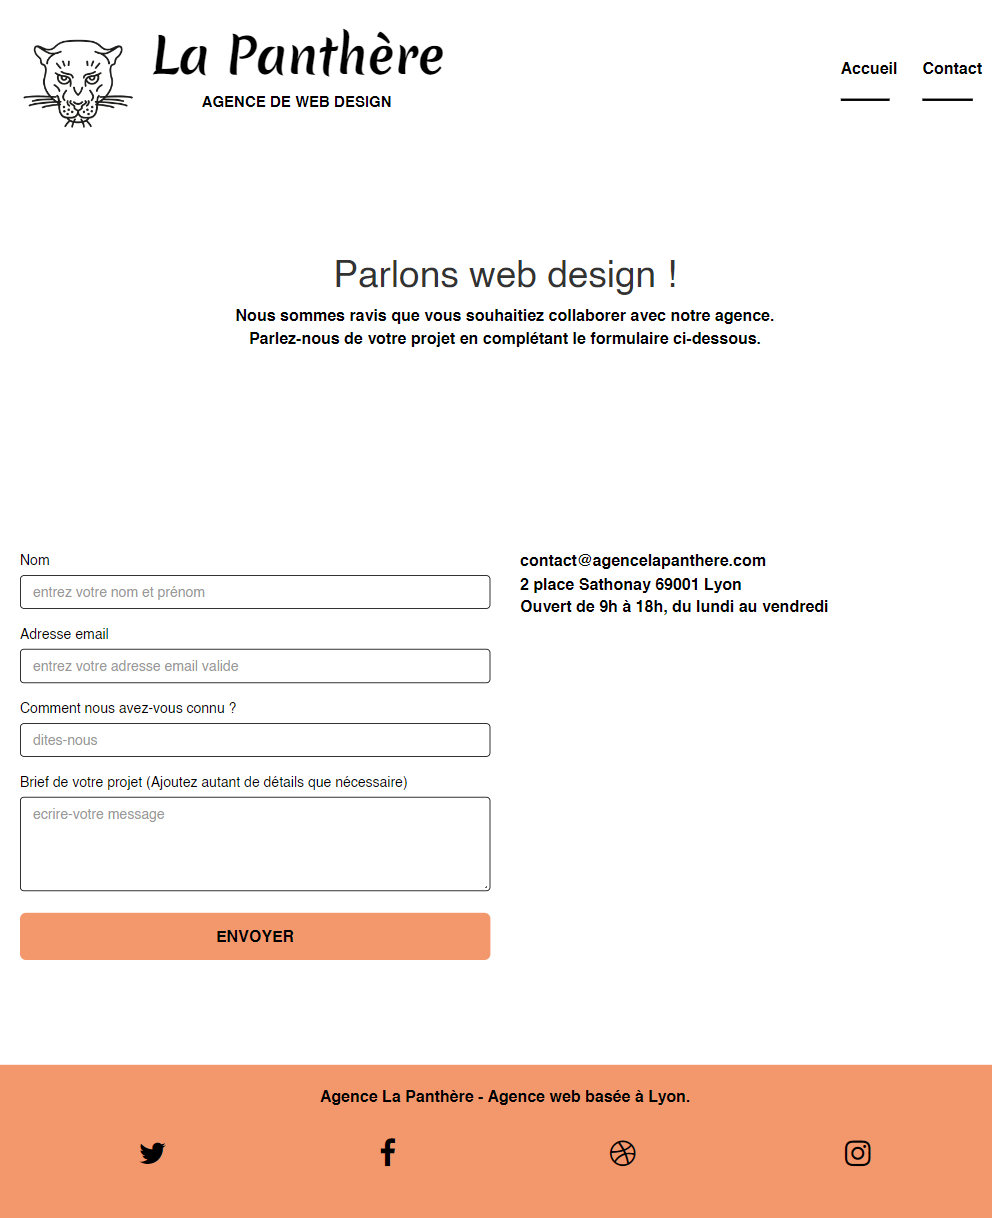 La Panthère
AGENCE DE WEB DESIGN
Accueil
Contact
Parlons web design !
Nous sommes ravis que vous souhaitiez collaborer avec notre agence.
Parlez-nous de votre projet en complétant le formulaire ci-dessous.
Nom
entrez votre nom et prénom
Adresse email
entrez votre adresse email valide
Comment nous avez-vous connu ?
dites-nous
Brief de votre projet (Ajoutez autant de détails que nécessaire)
ecrire-votre message
ENVOYER
contact@agencelapanthere.com
2 place Sathonay 69001 Lyon
Ouvert de 9h à 18h, du lundi au vendredi
Agence La Panthère - Agence web basée à Lyon.